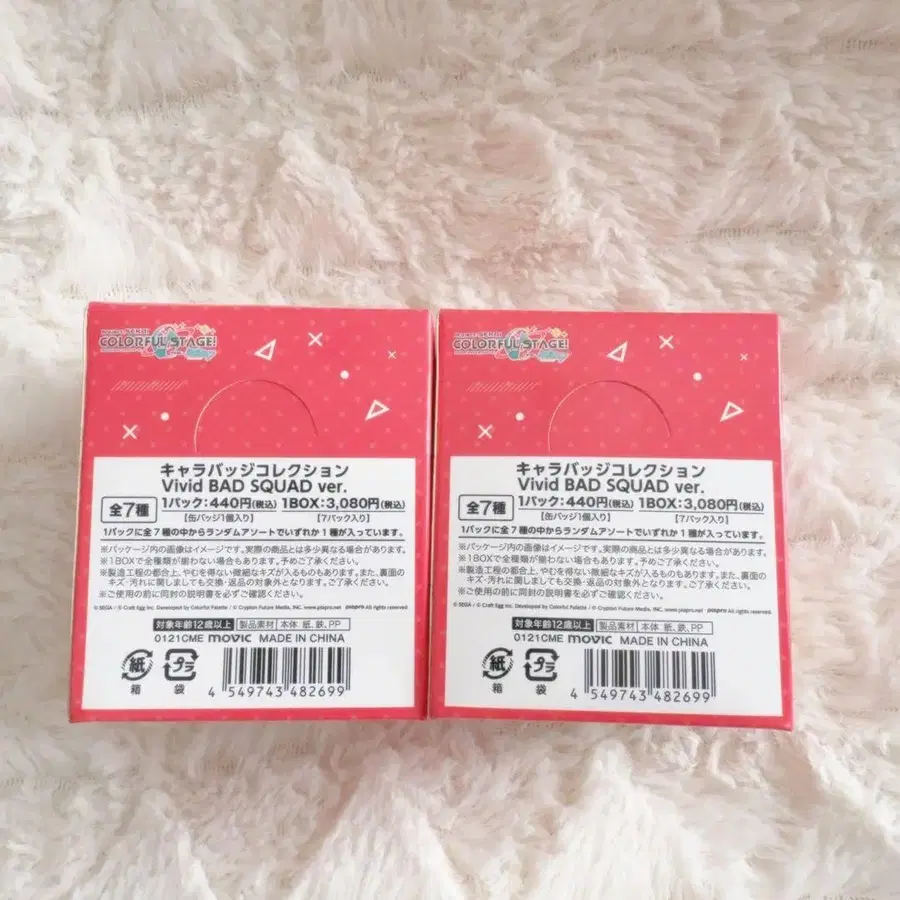 PROJECT SEKAI
COLORFUL STAGE!
キャラバッジコレクション
Vivid BAD SQUAD ver.
全7種
1パック:440円(税込) 1BOX:3,080円(税込)
【缶バッジ1個入り】 【7パック入り】
1パックに全7種の中からランダムアソートでいずれか1種が入っています。
※パッケージ内の画像はイメージです。実際の商品とは多少異なる場合があります。
※1BOXで全種類が揃わない場合もあります。予めご了承ください。
※製造工程の都合上、やむを得ない微細なキズが入るものもあります。また、裏面の
キズ・汚れに関しましても交換・返品の対象外となります。ご了承ください。
※ご使用の前に同封の説明書を必ずご確認ください。
© SEGA / © Craft Egg Inc. Developed by Colorful Palette / © Crypton Future Media, INC. www.piapro.net piapro All rights reserved.
対象年齢12歳以上 製品素材 本体 紙、鉄、PP
0121CME movic MADE IN CHINA
紙 プラ
箱 袋
4 549743 482699
PROJECT SEKAI
COLORFUL STAGE!
キャラバッジコレクション
Vivid BAD SQUAD ver.
全7種
1パック:440円(税込) 1BOX:3,080円(税込)
【缶バッジ1個入り】 【7パック入り】
1パックに全7種の中からランダムアソートでいずれか1種が入っています。
※パッケージ内の画像はイメージです。実際の商品とは多少異なる場合があります。
※1BOXで全種類が揃わない場合もあります。予めご了承ください。
※製造工程の都合上、やむを得ない微細なキズが入るものもあります。また、裏面の
キズ・汚れに関しましても交換・返品の対象外となります。ご了承ください。
※ご使用の前に同封の説明書を必ずご確認ください。
© SEGA / © Craft Egg Inc. Developed by Colorful Palette / © Crypton Future Media, INC. www.piapro.net piapro All rights reserved.
対象年齢12歳以上 製品素材 本体 紙、鉄、PP
0121CME movic MADE IN CHINA
紙 プラ
箱 袋
4 549743 482699